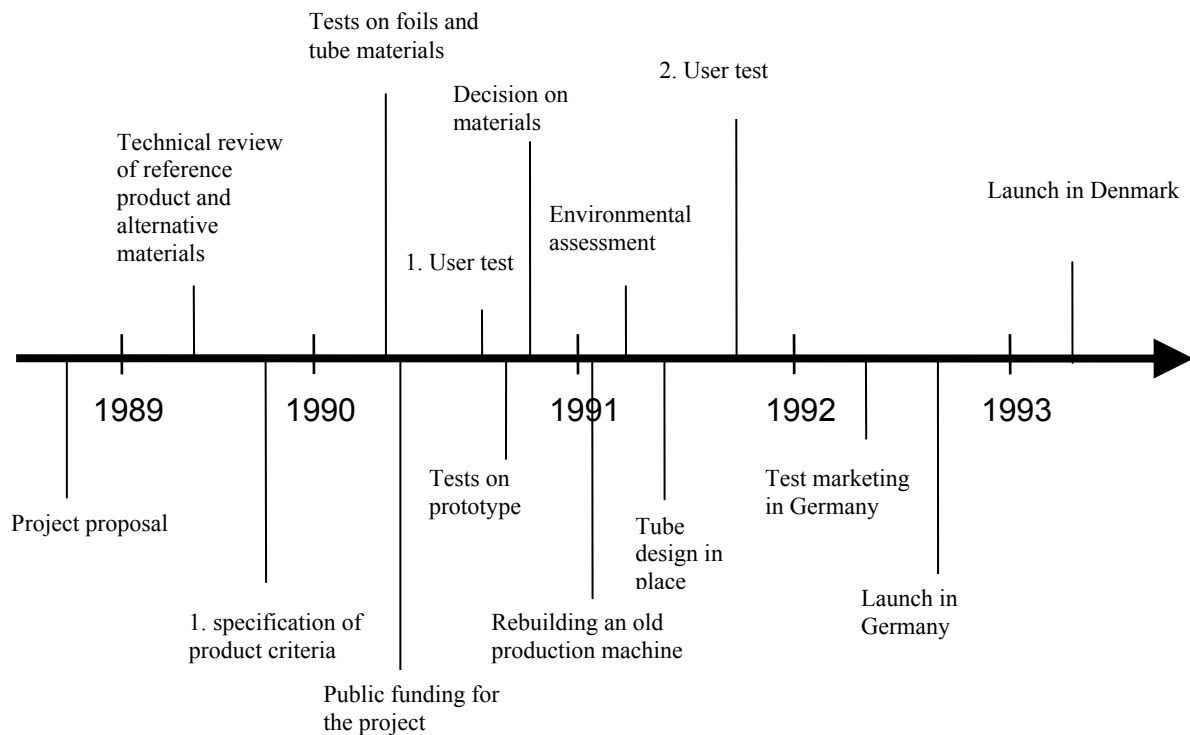 Tests on foils and
tube materials
2. User test
Decision on
materials
Technical review
of reference
product and
alternative
materials
Launch in Denmark
Environmental
assessment
1. User test
1989
1990
1991
1992
1993
Project proposal
Tests on
prototype
Test marketing
in Germany
Tube
design in
place
1. specification of
product criteria
Rebuilding an old
production machine
Launch in
Germany
Public funding for
the project